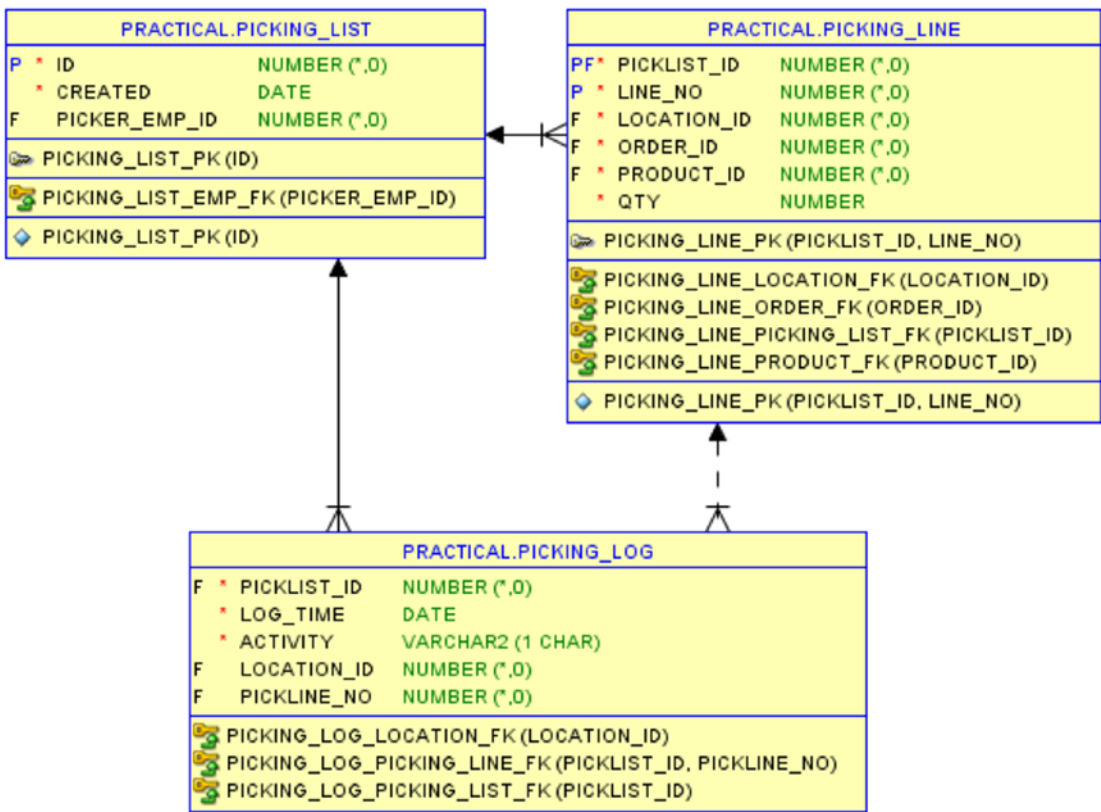 PRACTICAL.PICKING_LIST
P * ID NUMBER (*,0)
* CREATED DATE
F PICKER_EMP_ID NUMBER (*,0)
PICKING_LIST_PK (ID)
PICKING_LIST_EMP_FK (PICKER_EMP_ID)
PICKING_LIST_PK (ID)
PRACTICAL.PICKING_LINE
PF* PICKLIST_ID NUMBER (*,0)
P * LINE_NO NUMBER (*,0)
F * LOCATION_ID NUMBER (*,0)
F * ORDER_ID NUMBER (*,0)
F * PRODUCT_ID NUMBER (*,0)
* QTY NUMBER
PICKING_LINE_PK (PICKLIST_ID, LINE_NO)
PICKING_LINE_LOCATION_FK (LOCATION_ID)
PICKING_LINE_ORDER_FK (ORDER_ID)
PICKING_LINE_PICKING_LIST_FK (PICKLIST_ID)
PICKING_LINE_PRODUCT_FK (PRODUCT_ID)
PICKING_LINE_PK (PICKLIST_ID, LINE_NO)
PRACTICAL.PICKING_LOG
F * PICKLIST_ID NUMBER (*,0)
* LOG_TIME DATE
* ACTIVITY VARCHAR2 (1 CHAR)
F LOCATION_ID NUMBER (*,0)
F PICKLINE_NO NUMBER (*,0)
PICKING_LOG_LOCATION_FK (LOCATION_ID)
PICKING_LOG_PICKING_LINE_FK (PICKLIST_ID, PICKLINE_NO)
PICKING_LOG_PICKING_LIST_FK (PICKLIST_ID)